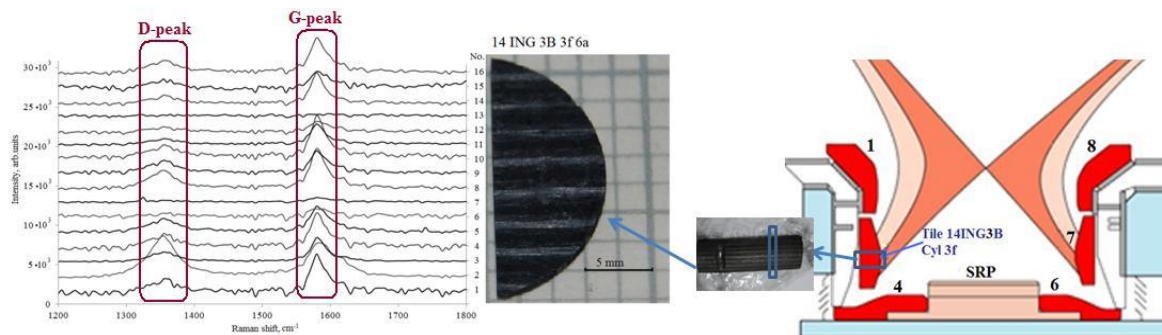 D-peak
G-peak
14 ING 3B 3f 6a
No.
30•10³
25•10³
20•10³
15•10³
10•10³
5•10³
0
Intensity, arb.units
16
15
14
13
12
11
10
9
8
7
6
5
4
3
2
1
1200 1300 1400 1500 1600 1700 1800
Raman shift, cm⁻¹
5 mm
1
8
7
Tile 14ING3B
Cyl 3f
SRP
4
6